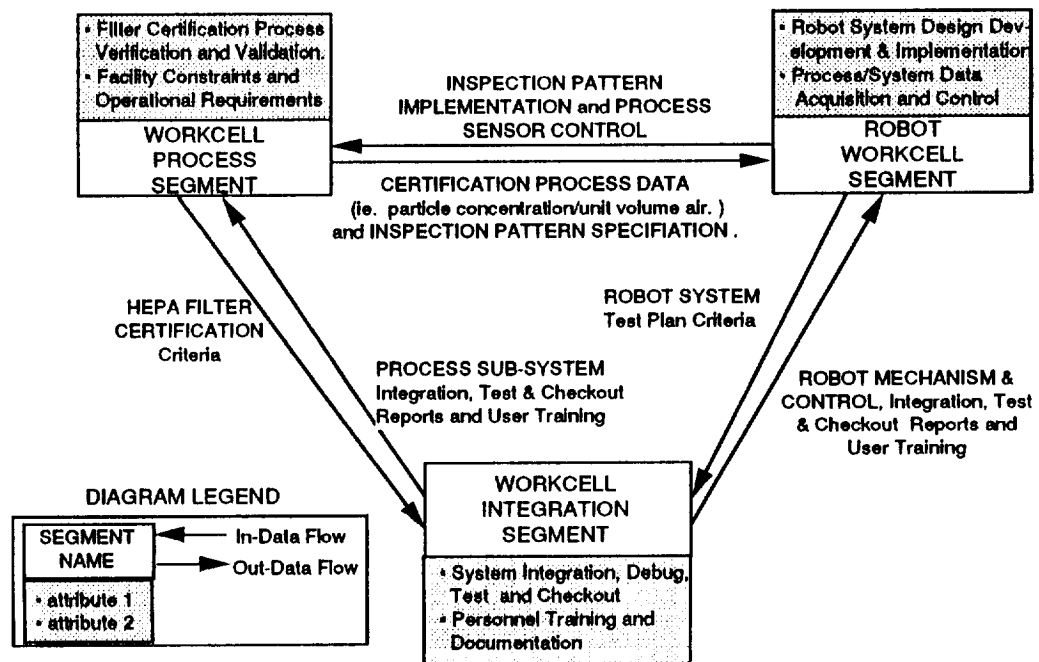 • Filter Certification Process
Verification and Validation.
• Facility Constraints and
Operational Requirements
WORKCELL
PROCESS
SEGMENT
INSPECTION PATTERN
IMPLEMENTATION and PROCESS
SENSOR CONTROL
CERTIFICATION PROCESS DATA
(ie. particle concentration/unit volume air. )
and INSPECTION PATTERN SPECIFIATION .
• Robot System Design Dev-
elopment & Implementation
• Process/System Data
Acquisition and Control
ROBOT
WORKCELL
SEGMENT
HEPA FILTER
CERTIFICATION
Criteria
PROCESS SUB-SYSTEM
Integration, Test & Checkout
Reports and User Training
ROBOT SYSTEM
Test Plan Criteria
ROBOT MECHANISM &
CONTROL, Integration, Test
& Checkout Reports and
User Training
WORKCELL
INTEGRATION
SEGMENT
• System Integration, Debug,
Test and Checkout
• Personnel Training and
Documentation
DIAGRAM LEGEND
SEGMENT
NAME
• attribute 1
• attribute 2
In-Data Flow
Out-Data Flow